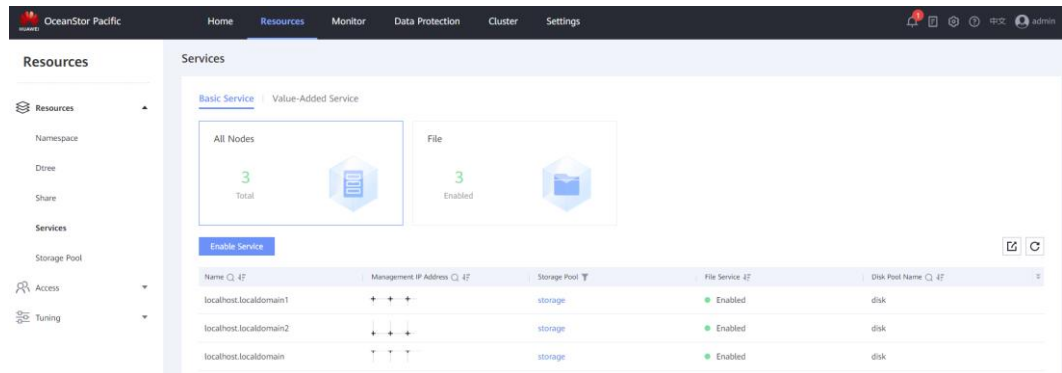 HUAWEI OceanStor Pacific Home Resources Monitor Data Protection Cluster Settings 1 中文 admin
Resources
Services
Basic Service Value-Added Service
Resources
All Nodes File
Namespace
Dtree
3 3
Total Enabled
Share
Services
Enable Service
Storage Pool
Name Management IP Address Storage Pool File Service Disk Pool Name
Access
localhost.localdomain1 storage Enabled disk
Tuning
localhost.localdomain2 storage Enabled disk
localhost.localdomain storage Enabled disk